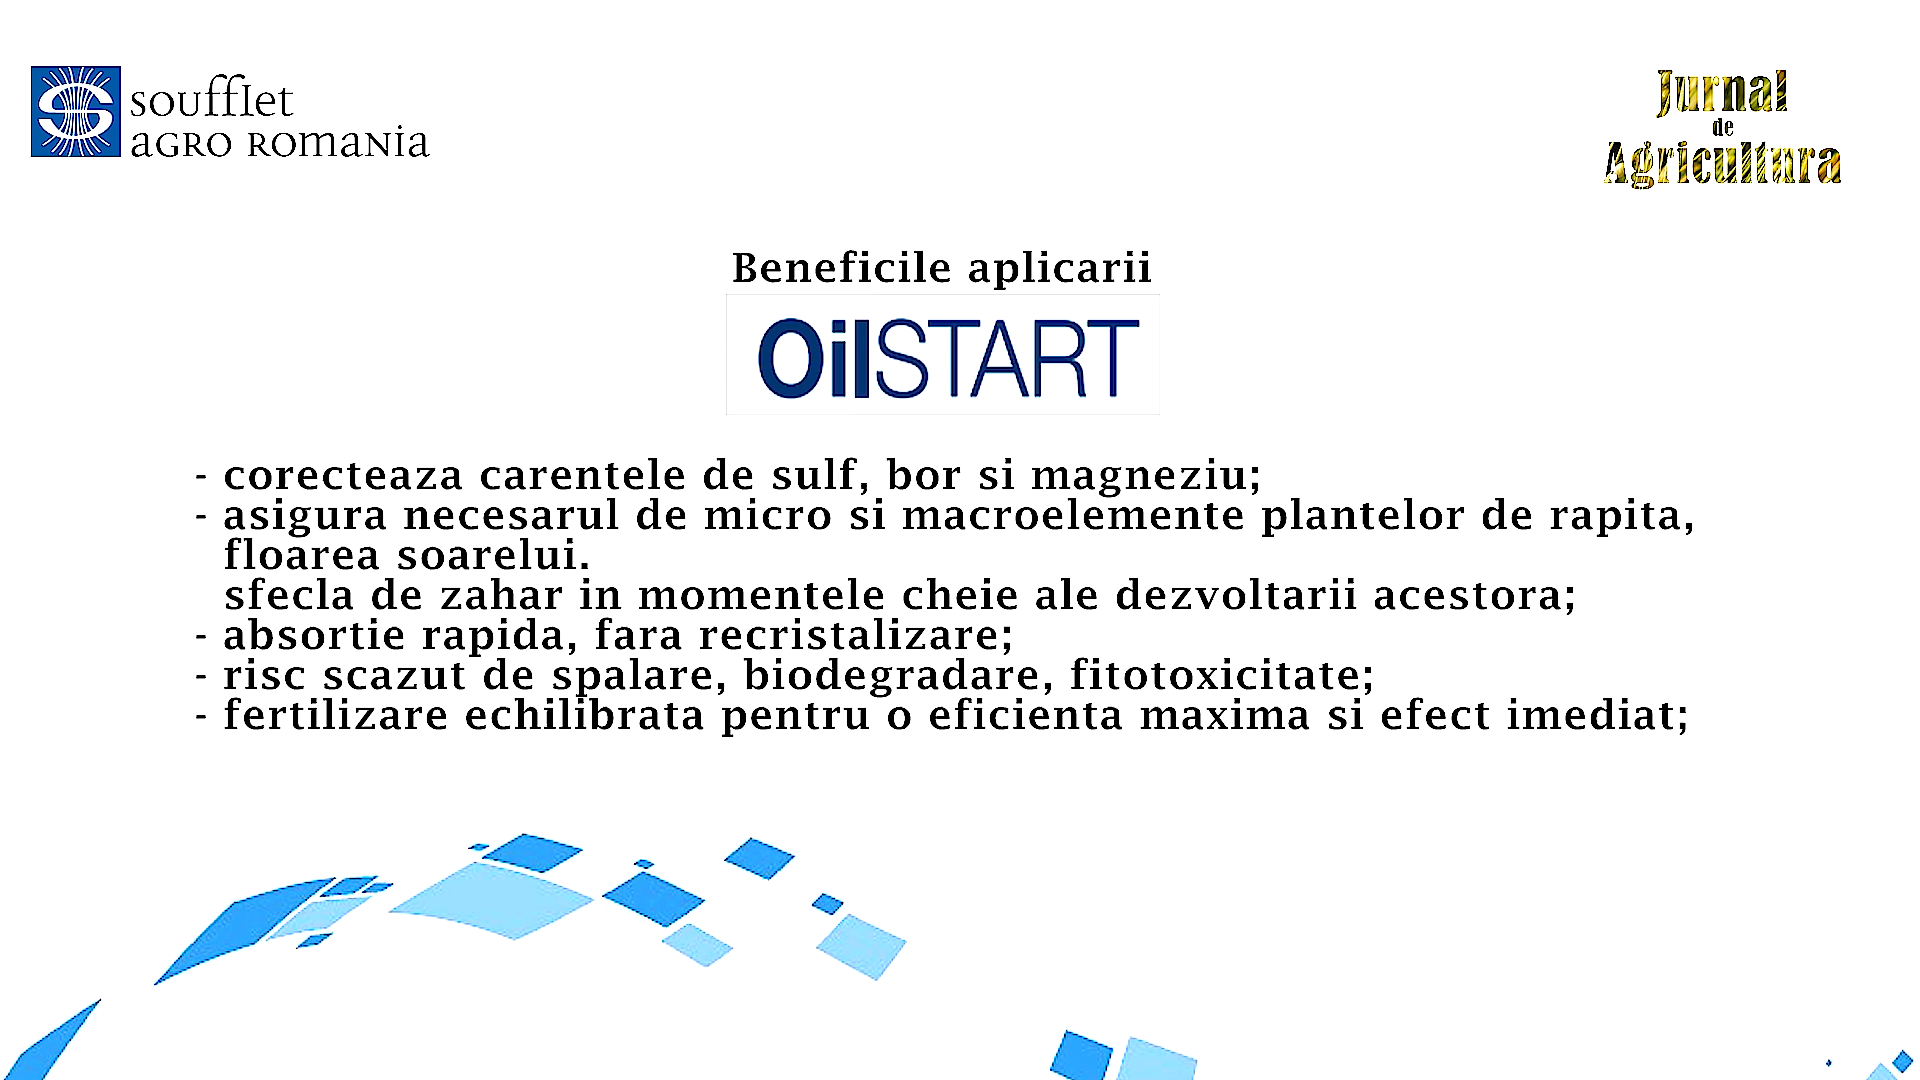 soufflet
AGRO ROMANIA
Jurnal
de
Agricultura
Beneficile aplicarii
OilSTART
- corecteaza carentele de sulf, bor si magneziu;
- asigura necesarul de micro si macroelemente plantelor de rapita,
floarea soarelui.
sfecla de zahar in momentele cheie ale dezvoltarii acestora;
- absortie rapida, fara recristalizare;
- risc scazut de spalare, biodegradare, fitotoxicitate;
- fertilizare echilibrata pentru o eficienta maxima si efect imediat;